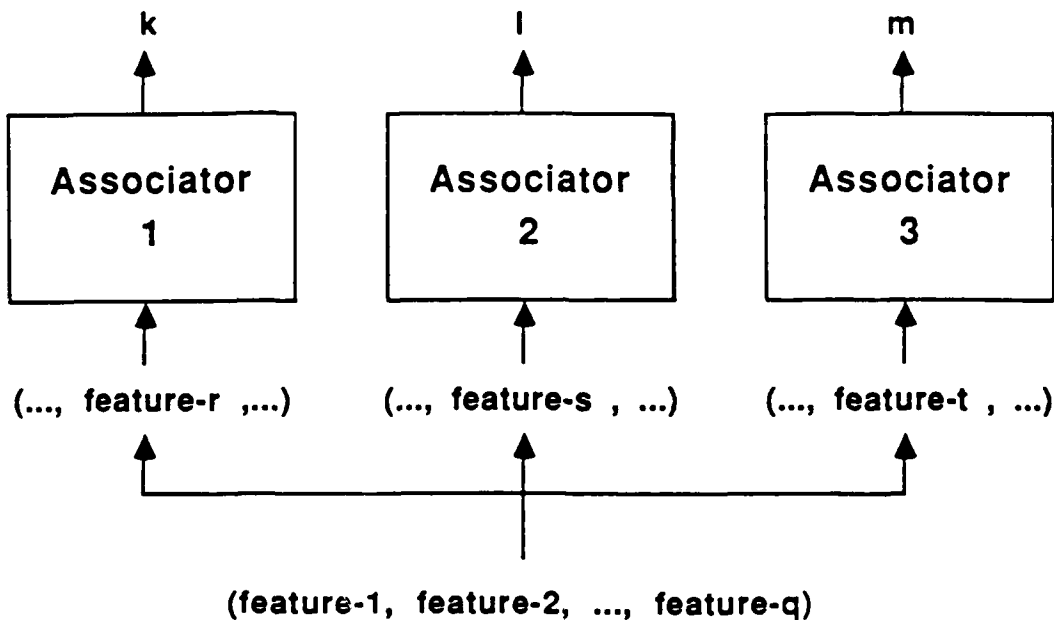 k l m
Associator Associator Associator
1 2 3
(..., feature-r ,...) (..., feature-s , ...) (..., feature-t , ...)
(feature-1, feature-2, ..., feature-q)